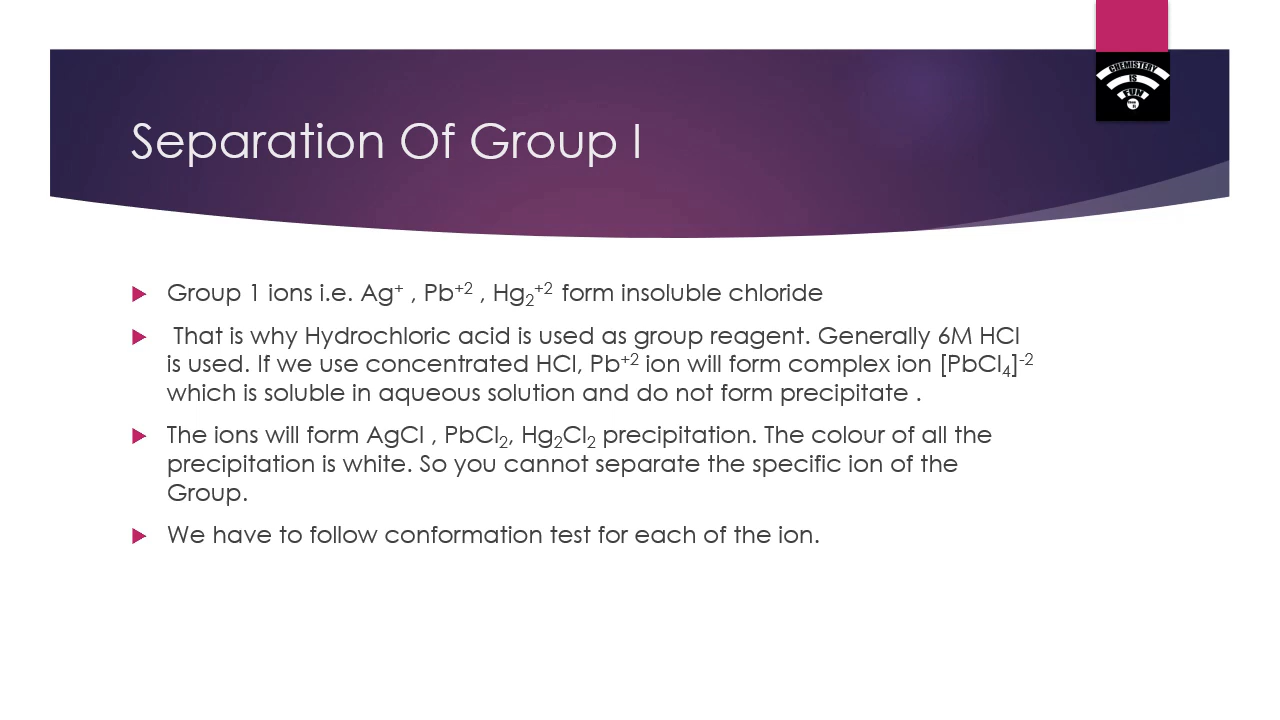 CHEMISTERY
IS
FUN
Separation Of Group I
Group 1 ions i.e. Ag⁺ , Pb⁺² , Hg₂⁺² form insoluble chloride
That is why Hydrochloric acid is used as group reagent. Generally 6M HCl
is used. If we use concentrated HCl, Pb⁺² ion will form complex ion [PbCl₄]⁻²
which is soluble in aqueous solution and do not form precipitate .
The ions will form AgCl , PbCl₂, Hg₂Cl₂ precipitation. The colour of all the
precipitation is white. So you cannot separate the specific ion of the
Group.
We have to follow conformation test for each of the ion.